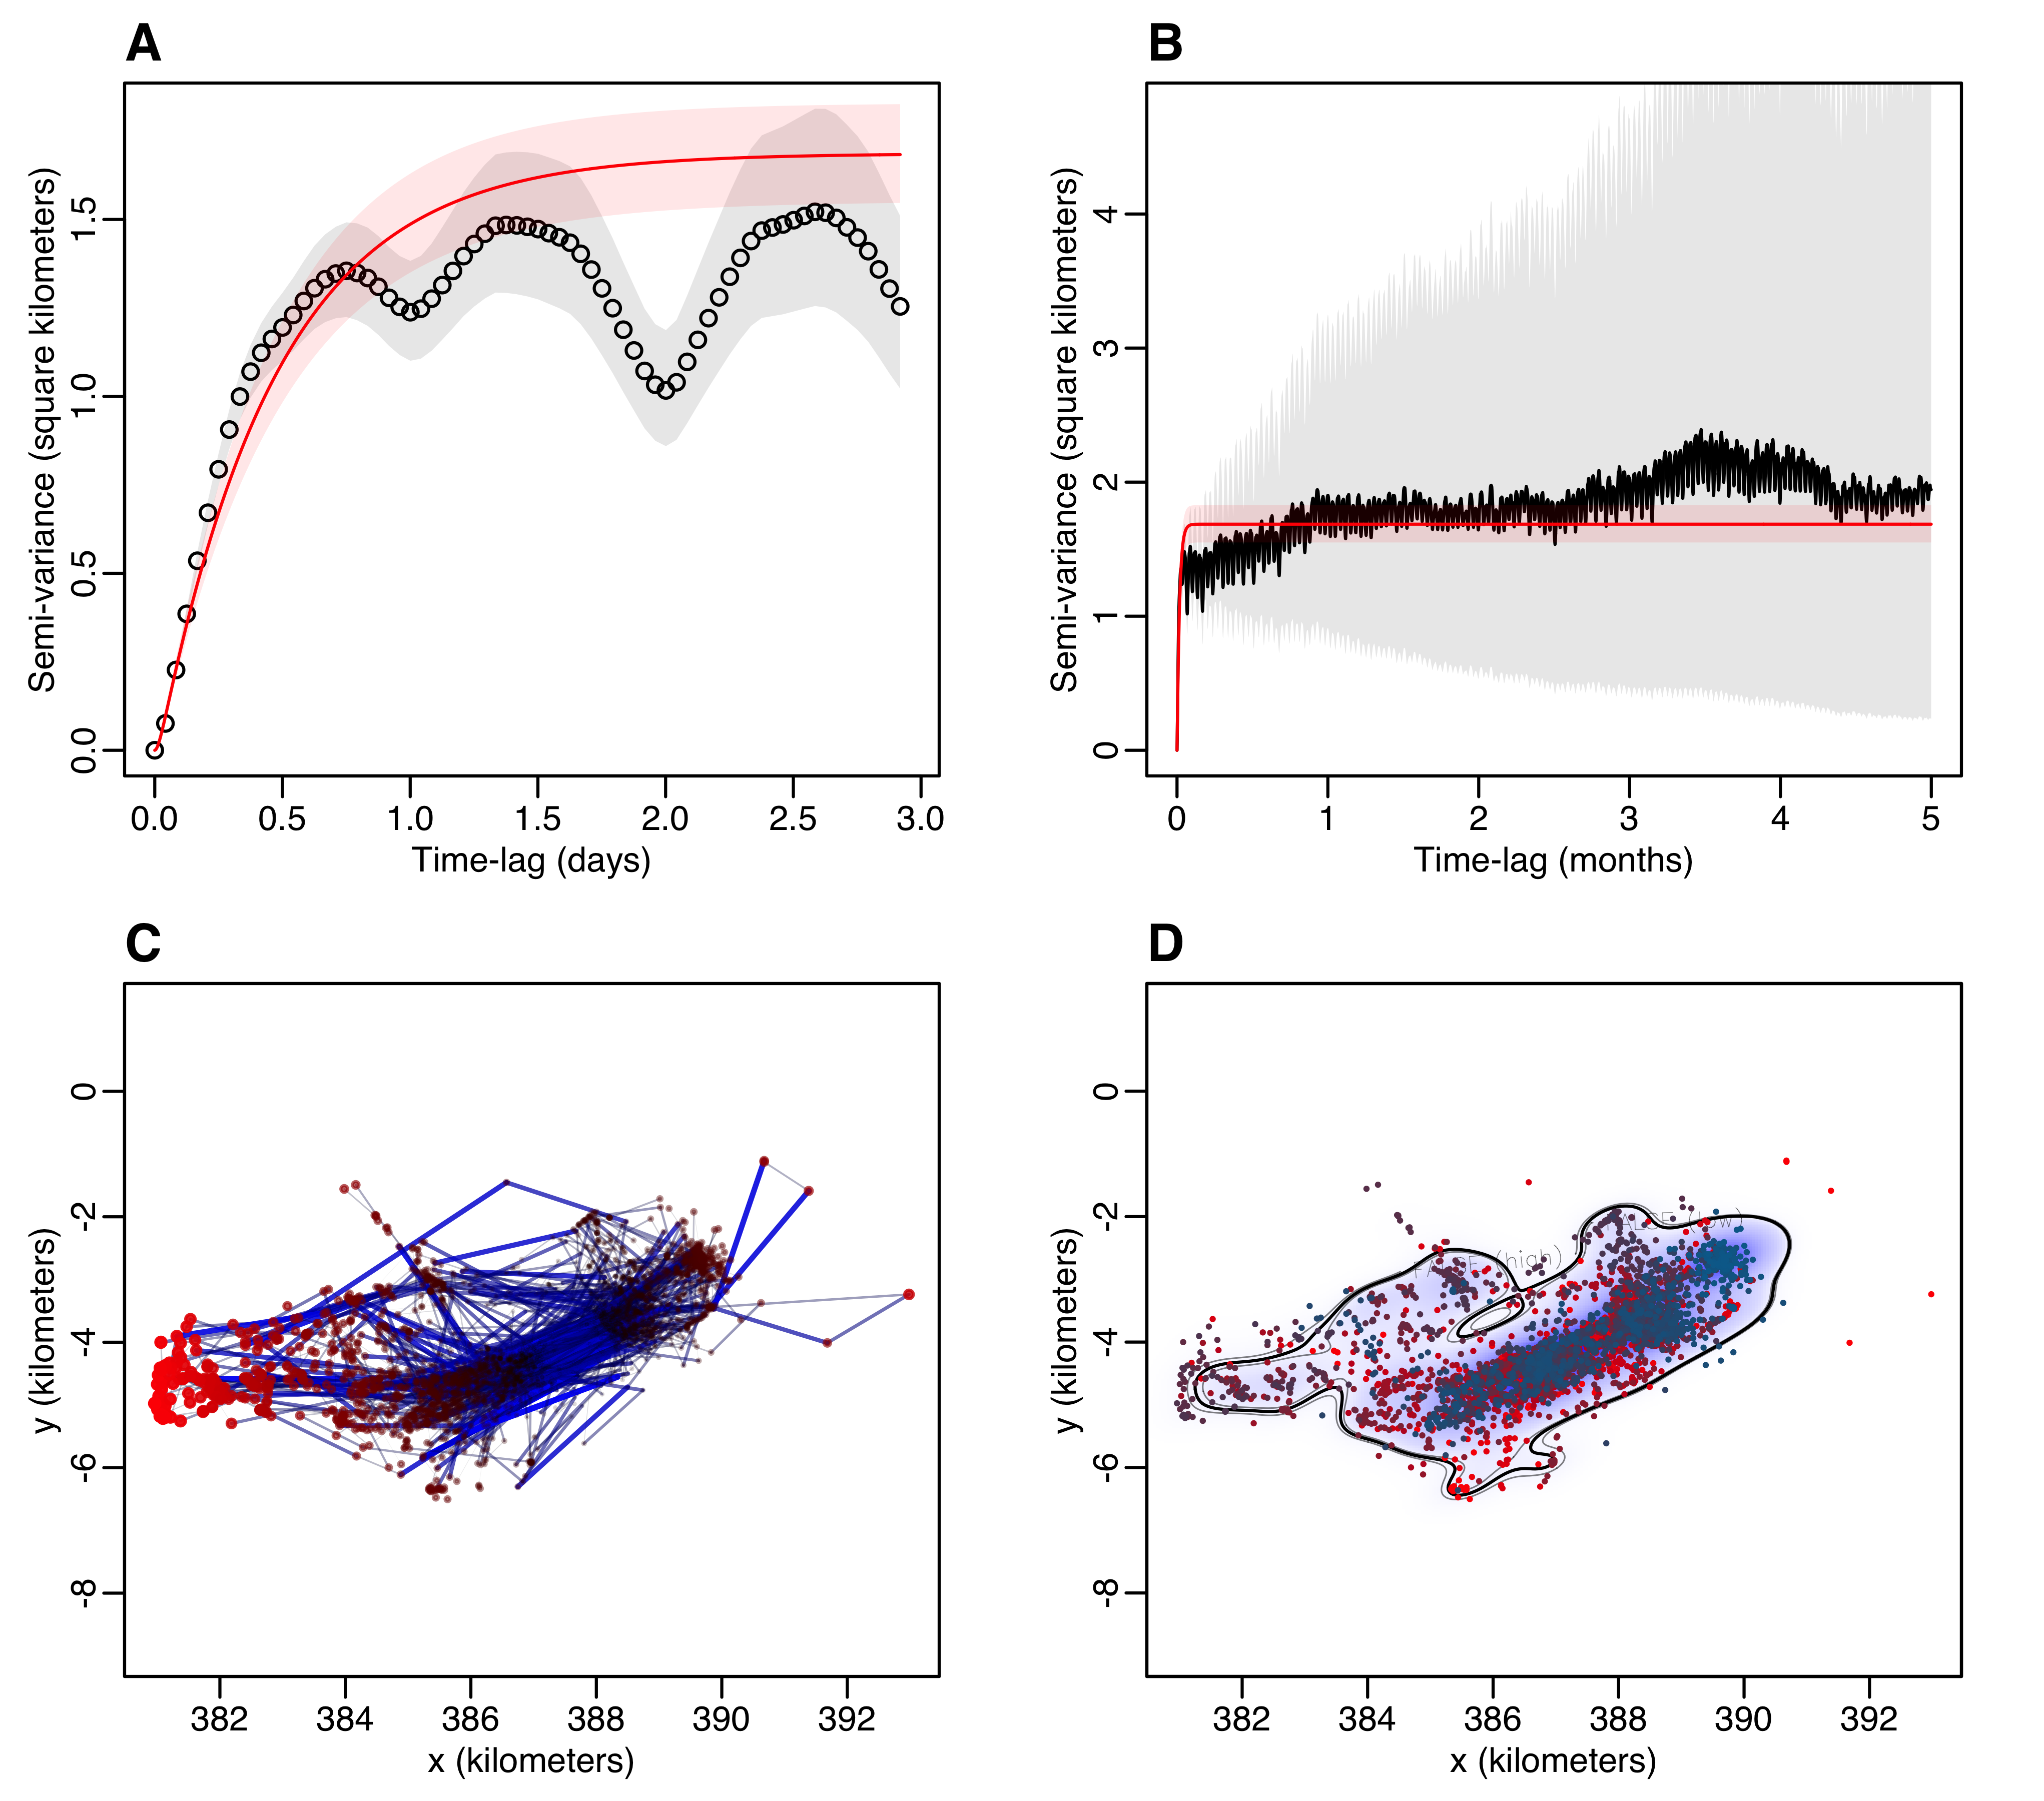 A
Semi-variance (square kilometers)
0.0 0.5 1.0 1.5
0.0 0.5 1.0 1.5 2.0 2.5 3.0
Time-lag (days)
B
Semi-variance (square kilometers)
0 1 2 3 4
0 1 2 3 4 5
Time-lag (months)
C
y (kilometers)
0
-2
-4
-6
-8
382 384 386 388 390 392
x (kilometers)
D
y (kilometers)
0
-2
-4
-6
-8
(low)
(high)
382 384 386 388 390 392
x (kilometers)